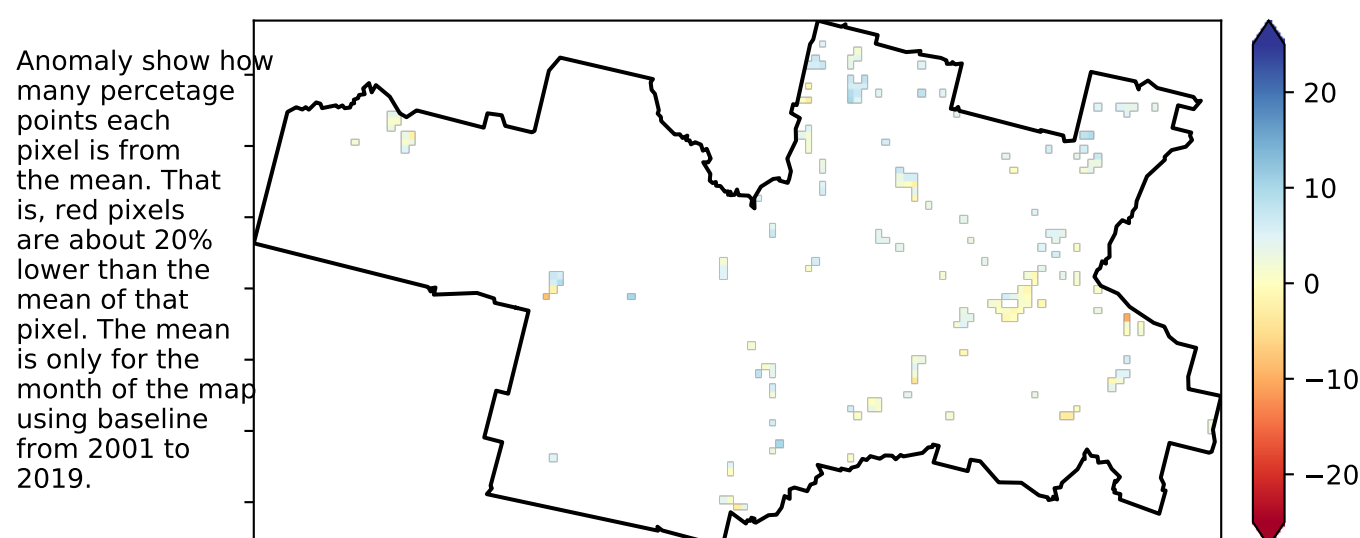 Anomaly show how
many percetage
points each
pixel is from
the mean. That
is, red pixels
are about 20%
lower than the
mean of that
pixel. The mean
is only for the
month of the map
using baseline
from 2001 to
2019.
20
10
0
−10
−20